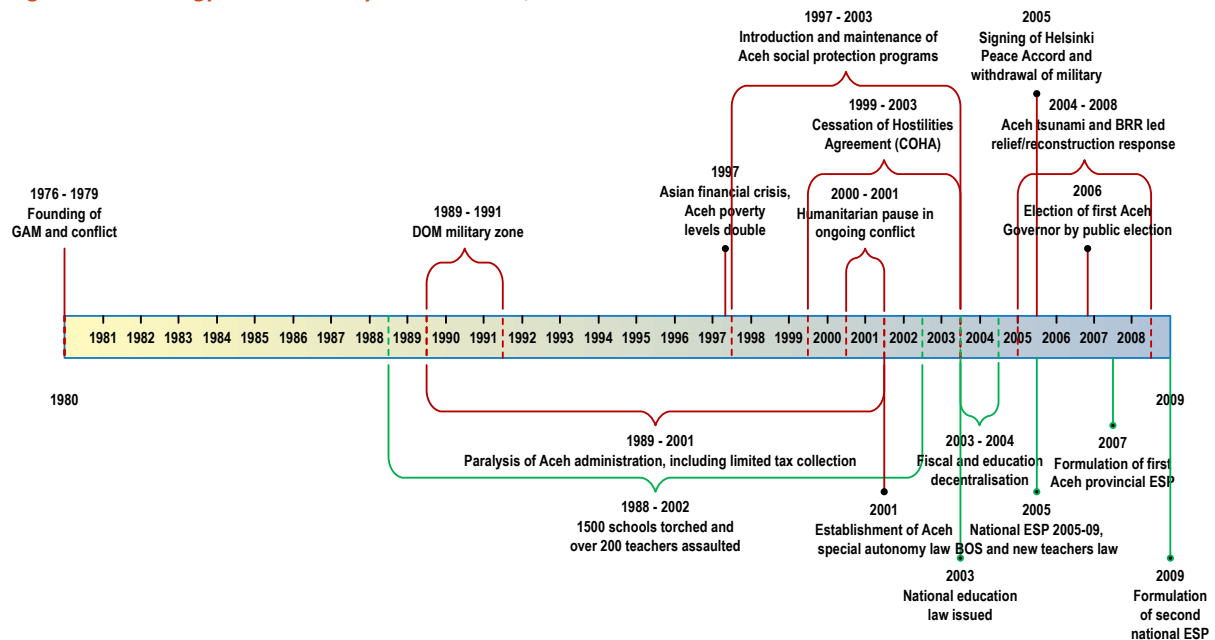 1997 - 2003
Introduction and maintenance of
Aceh social protection programs
2005
Signing of Helsinki
Peace Accord and
withdrawal of military
1999 - 2003
Cessation of Hostilities
Agreement (COHA)
2004 - 2008
Aceh tsunami and BRR led
relief/reconstruction response
1976 - 1979
Founding of
GAM and conflict
1989 - 1991
DOM military zone
1997
Asian financial crisis,
Aceh poverty
levels double
2000 - 2001
Humanitarian pause in
ongoing conflict
2006
Election of first Aceh
Governor by public election
1981 1982 1983 1984 1985 1986 1987 1988 1989 1990 1991 1992 1993 1994 1995 1996 1997 1998 1999 2000 2001 2002 2003 2004 2005 2006 2007 2008
1980
2009
1989 - 2001
Paralysis of Aceh administration, including limited tax collection
2003 - 2004
Fiscal and education
decentralisation
2007
Formulation of first
Aceh provincial ESP
1988 - 2002
1500 schools torched and
over 200 teachers assaulted
2001
Establishment of Aceh
special autonomy law
2005
National ESP 2005-09,
BOS and new teachers law
2003
National education
law issued
2009
Formulation
of second
national ESP